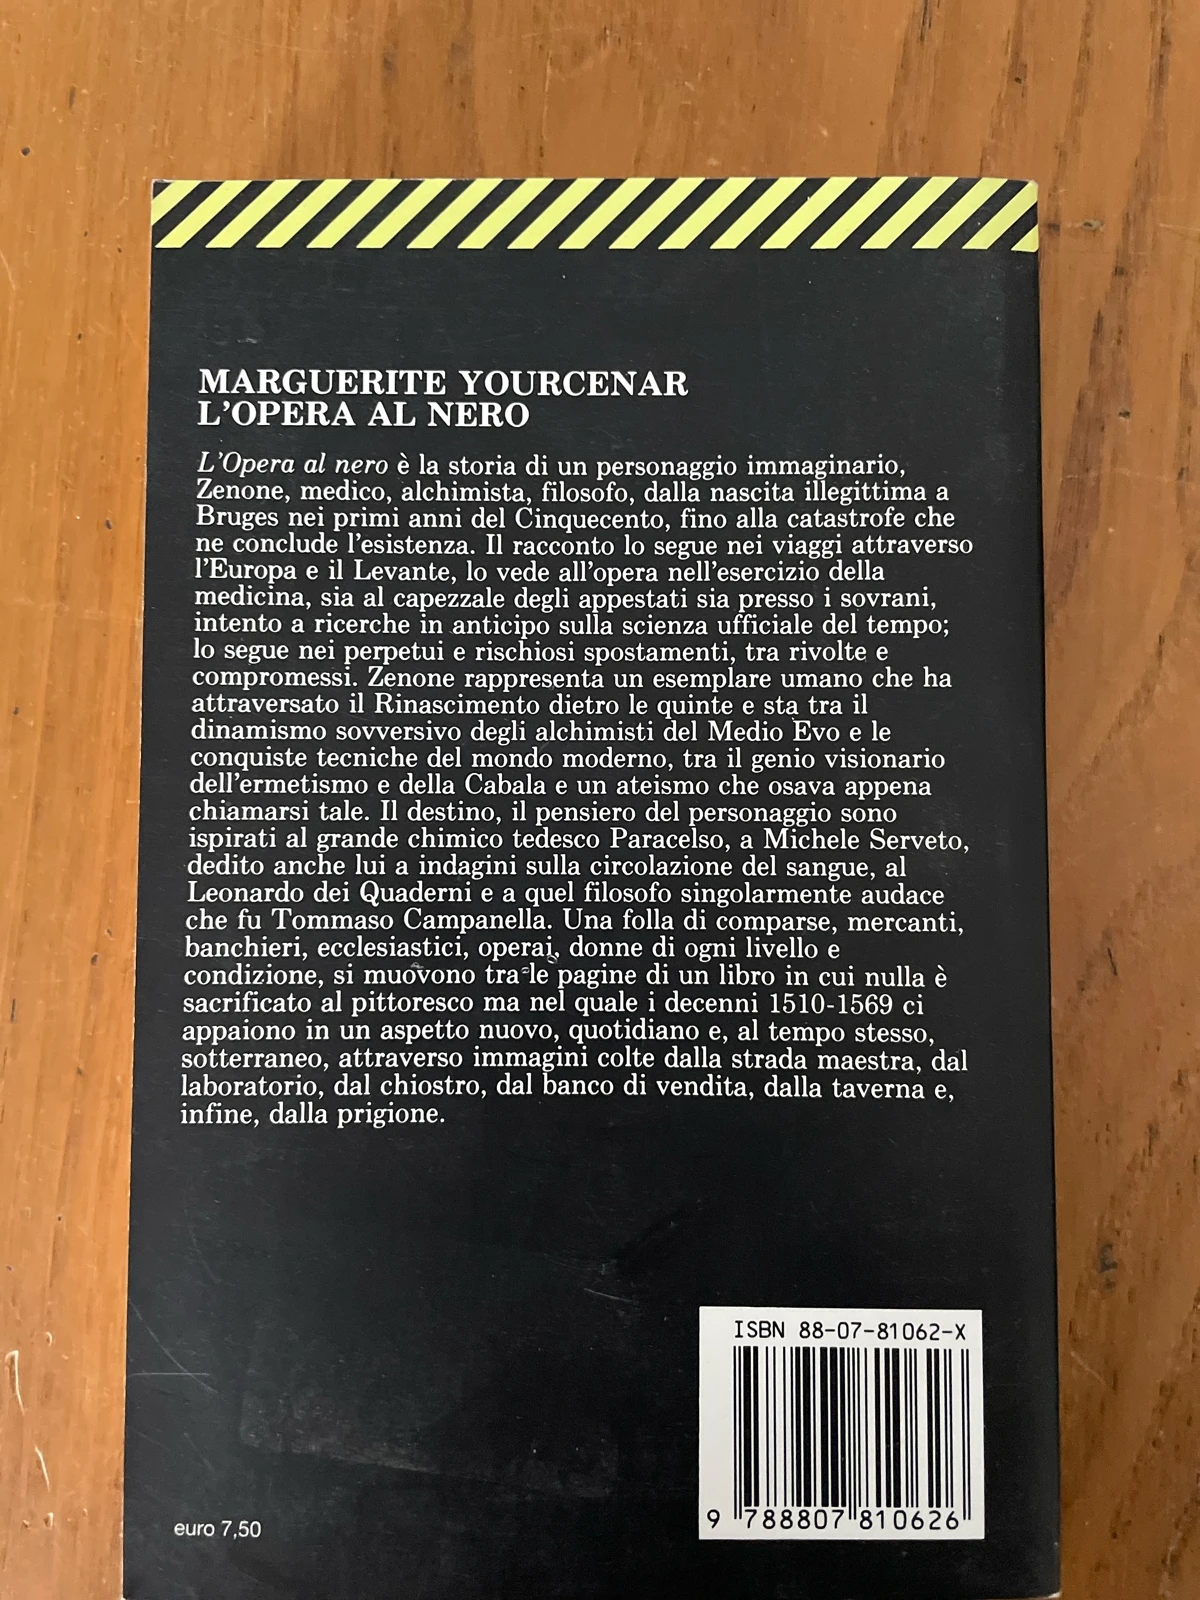 MARGUERITE YOURCENAR
L'OPERA AL NERO
L'Opera al nero è la storia di un personaggio immaginario,
Zenone, medico, alchimista, filosofo, dalla nascita illegittima a
Bruges nei primi anni del Cinquecento, fino alla catastrofe che
ne conclude l'esistenza. Il racconto lo segue nei viaggi attraverso
l'Europa e il Levante, lo vede all'opera nell'esercizio della
medicina, sia al capezzale degli appestati sia presso i sovrani,
intento a ricerche in anticipo sulla scienza ufficiale del tempo;
lo segue nei perpetui e rischiosi spostamenti, tra rivolte e
compromessi. Zenone rappresenta un esemplare umano che ha
attraversato il Rinascimento dietro le quinte e sta tra il
dinamismo sovversivo degli alchimisti del Medio Evo e le
conquiste tecniche del mondo moderno, tra il genio visionario
dell'ermetismo e della Cabala e un ateismo che osava appena
chiamarsi tale. Il destino, il pensiero del personaggio sono
ispirati al grande chimico tedesco Paracelso, a Michele Serveto,
dedito anche lui a indagini sulla circolazione del sangue, al
Leonardo dei Quaderni e a quel filosofo singolarmente audace
che fu Tommaso Campanella. Una folla di comparse, mercanti,
banchieri, ecclesiastici, operai, donne di ogni livello e
condizione, si muovono tra le pagine di un libro in cui nulla è
sacrificato al pittoresco ma nel quale i decenni 1510-1569 ci
appaiono in un aspetto nuovo, quotidiano e, al tempo stesso,
sotterraneo, attraverso immagini colte dalla strada maestra, dal
laboratorio, dal chiostro, dal banco di vendita, dalla taverna e,
infine, dalla prigione.
ISBN 88-07-81062-X
9 788807 810626
euro 7,50